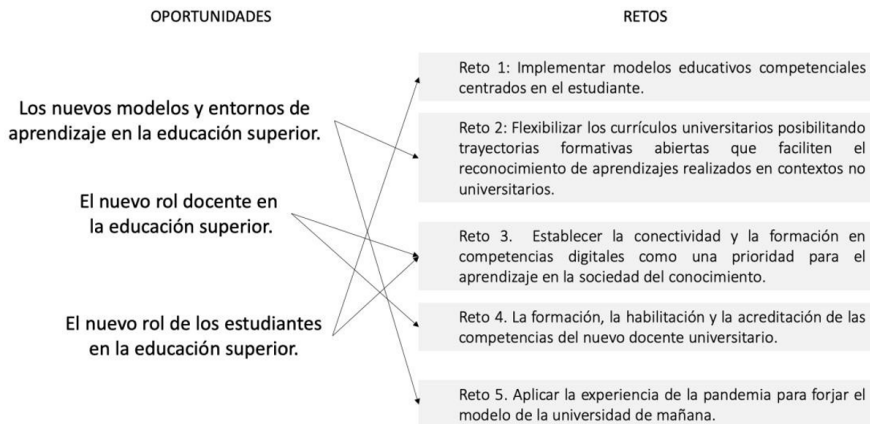 OPORTUNIDADES
RETOS
Los nuevos modelos y entornos de
aprendizaje en la educación superior.
El nuevo rol docente en
la educación superior.
El nuevo rol de los estudiantes
en la educación superior.
Reto 1: Implementar modelos educativos competenciales
centrados en el estudiante.
Reto 2: Flexibilizar los currículos universitarios posibilitando
trayectorias formativas abiertas que faciliten el
reconocimiento de aprendizajes realizados en contextos no
universitarios.
Reto 3. Establecer la conectividad y la formación en
competencias digitales como una prioridad para el
aprendizaje en la sociedad del conocimiento.
Reto 4. La formación, la habilitación y la acreditación de las
competencias del nuevo docente universitario.
Reto 5. Aplicar la experiencia de la pandemia para forjar el
modelo de la universidad de mañana.